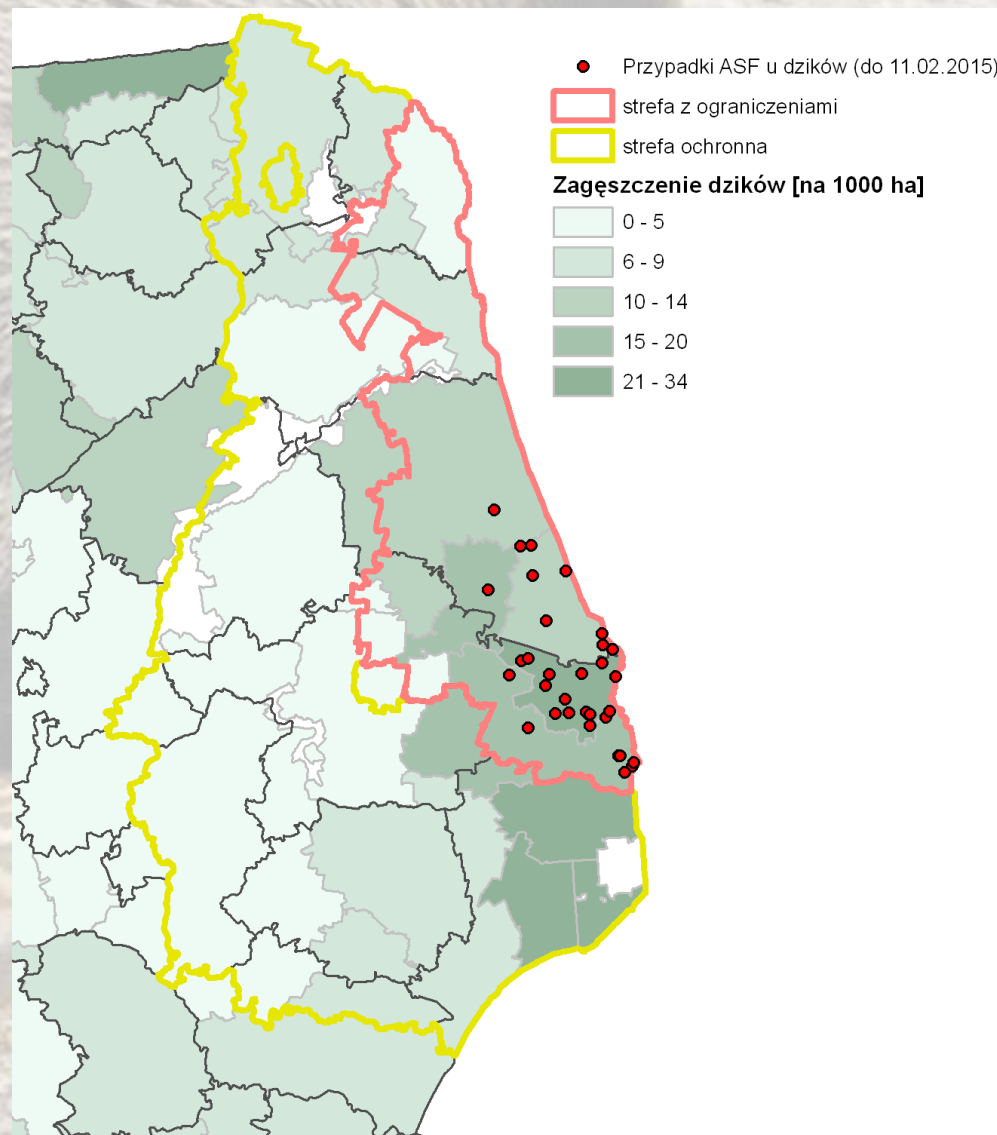 Przypadki ASF u dzików (do 11.02.2015)
strefa z ograniczeniami
strefa ochronna
Zagęszczenie dzików [na 1000 ha]
0 - 5
6 - 9
10 - 14
15 - 20
21 - 34